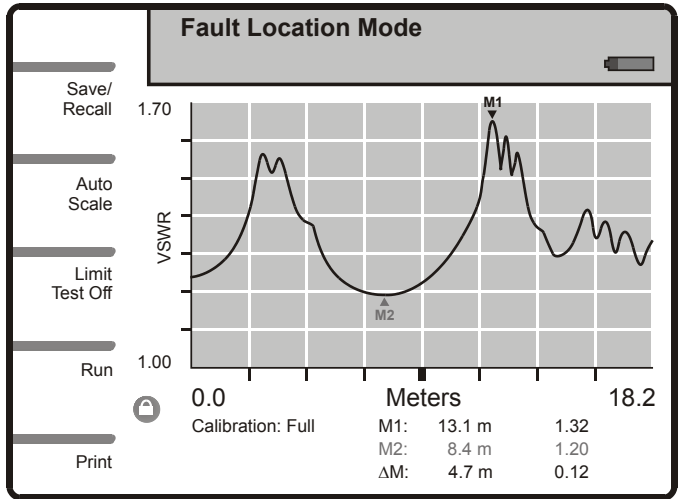 Fault Location Mode
Save/
Recall
Auto
Scale
Limit
Test Off
Run
Print
1.70
VSWR
1.00
M1
M2
0.0
Meters
18.2
Calibration: Full
M1: 13.1 m 1.32
M2: 8.4 m 1.20
ΔM: 4.7 m 0.12